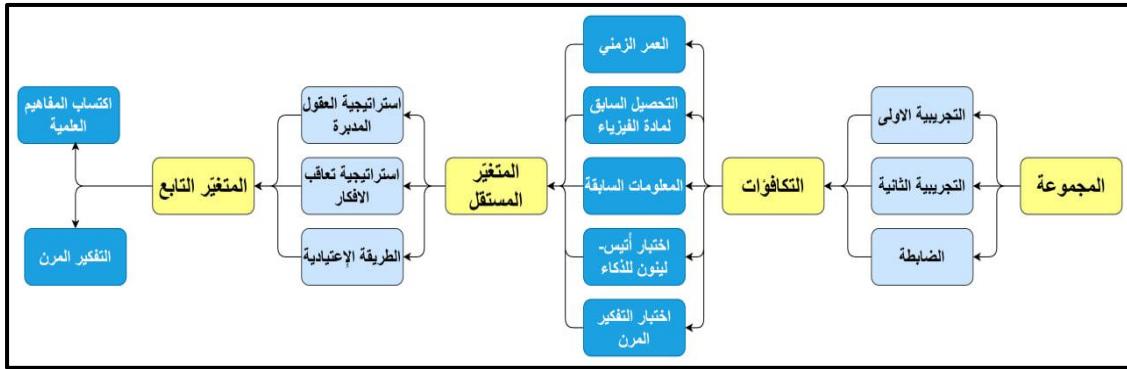 المجموعة
التجريبية الاولى
التجريبية الثانية
الضابطة
التكافؤات
العمر الزمني
التحصيل السابق
لمادة الفيزياء
المعلومات السابقة
اختبار أتيس-
لينون للذكاء
اختبار التفكير
المرن
المتغيّر
المستقل
استراتيجية العقول
المدبرة
استراتيجية تعاقب
الافكار
الطريقة الإعتيادية
المتغيّر التابع
اكتساب المفاهيم
العلمية
التفكير المرن